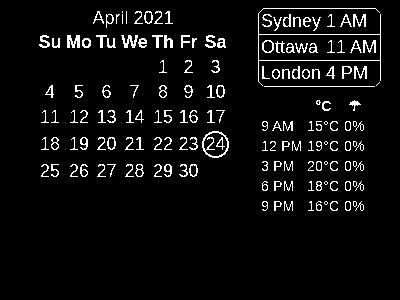 April 2021
Su Mo Tu We Th Fr Sa
1 2 3
4 5 6 7 8 9 10
11 12 13 14 15 16 17
18 19 20 21 22 23 24
25 26 27 28 29 30
Sydney 1 AM
Ottawa 11 AM
London 4 PM
°C ☂
9 AM 15°C 0%
12 PM 19°C 0%
3 PM 20°C 0%
6 PM 18°C 0%
9 PM 16°C 0%